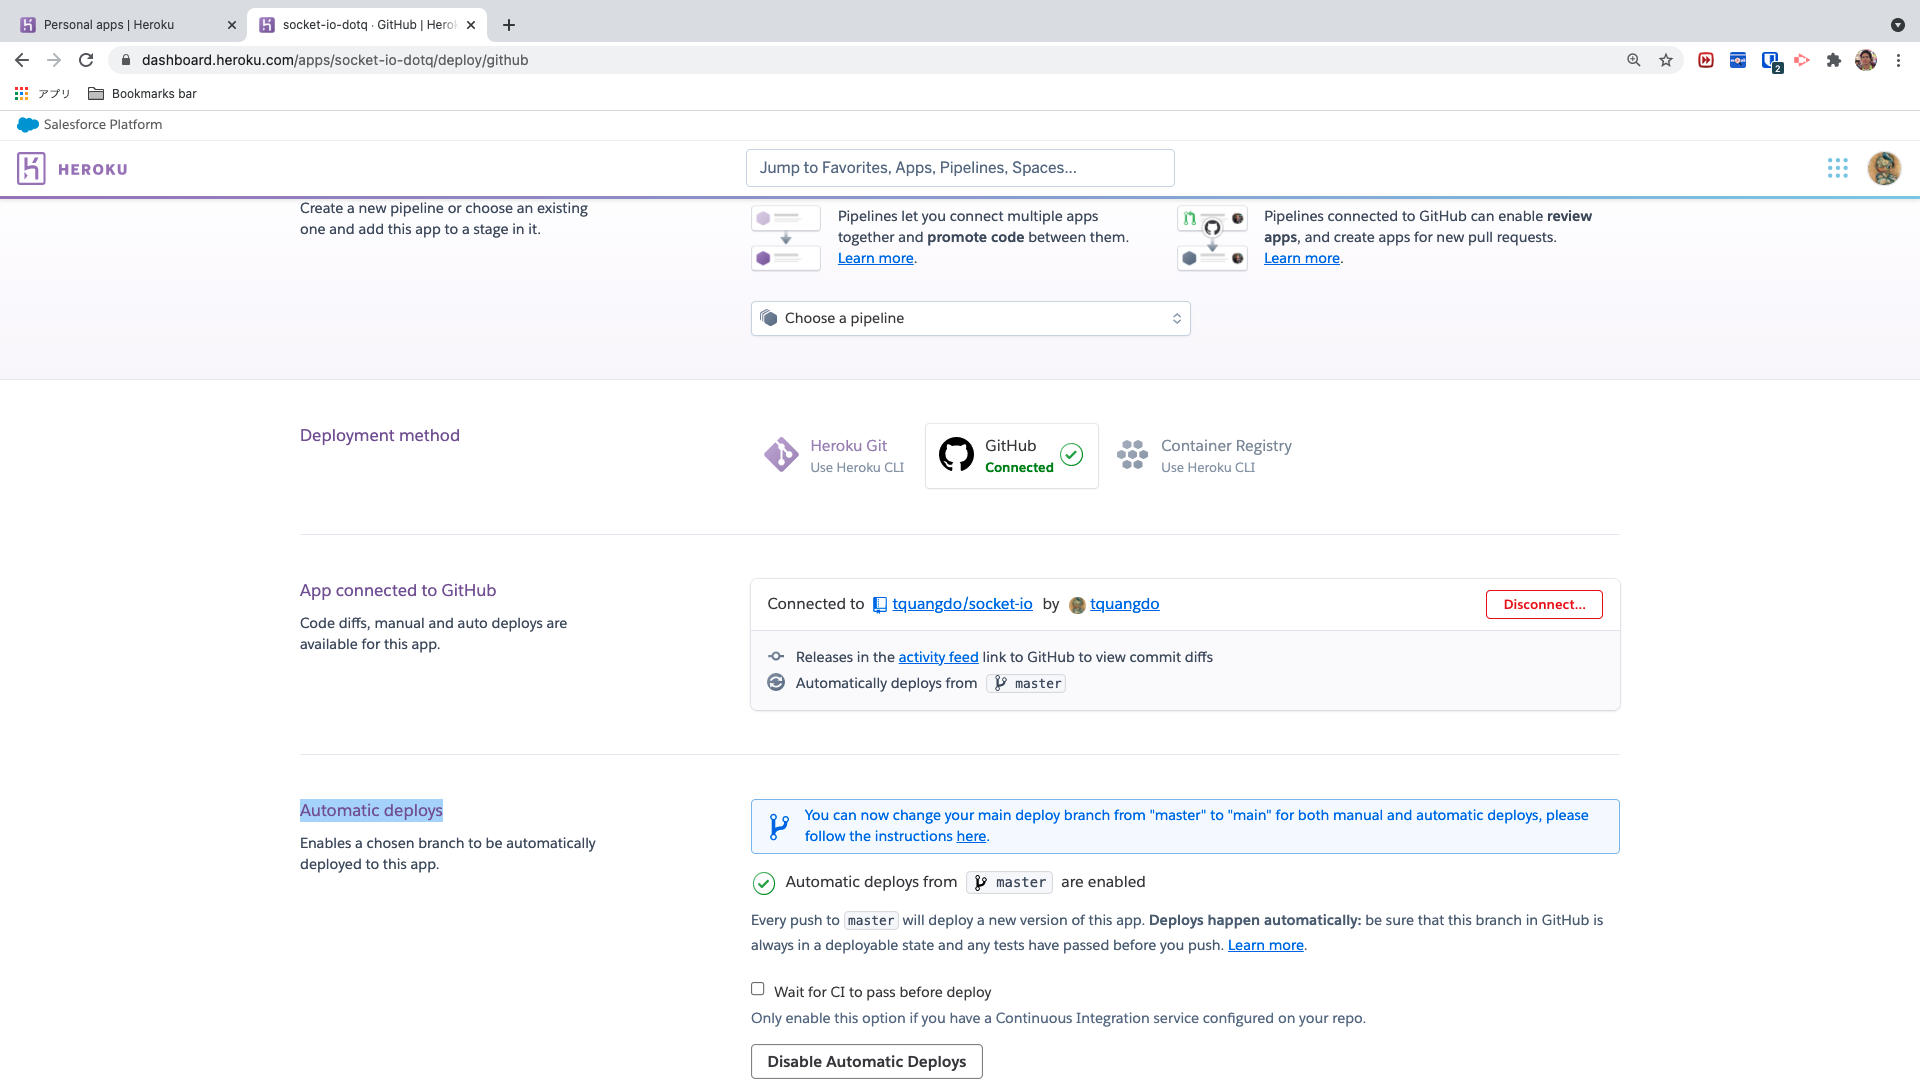 Personal apps | Heroku
socket-io-dotq · GitHub | Herok
dashboard.heroku.com/apps/socket-io-dotq/deploy/github
2
アプリ
Bookmarks bar
Salesforce Platform
HEROKU
Jump to Favorites, Apps, Pipelines, Spaces...
Create a new pipeline or choose an existing
one and add this app to a stage in it.
Pipelines let you connect multiple apps
together and promote code between them.
Learn more.
Pipelines connected to GitHub can enable review
apps, and create apps for new pull requests.
Learn more.
Choose a pipeline
Deployment method
Heroku Git
Use Heroku CLI
GitHub
Connected
Container Registry
Use Heroku CLI
App connected to GitHub
Code diffs, manual and auto deploys are
available for this app.
Connected to tquangdo/socket-io by tquangdo
Disconnect...
Releases in the activity feed link to GitHub to view commit diffs
Automatically deploys from master
Automatic deploys
Enables a chosen branch to be automatically
deployed to this app.
You can now change your main deploy branch from "master" to "main" for both manual and automatic deploys, please
follow the instructions here.
Automatic deploys from master are enabled
Every push to master will deploy a new version of this app. Deploys happen automatically: be sure that this branch in GitHub is
always in a deployable state and any tests have passed before you push. Learn more.
Wait for CI to pass before deploy
Only enable this option if you have a Continuous Integration service configured on your repo.
Disable Automatic Deploys